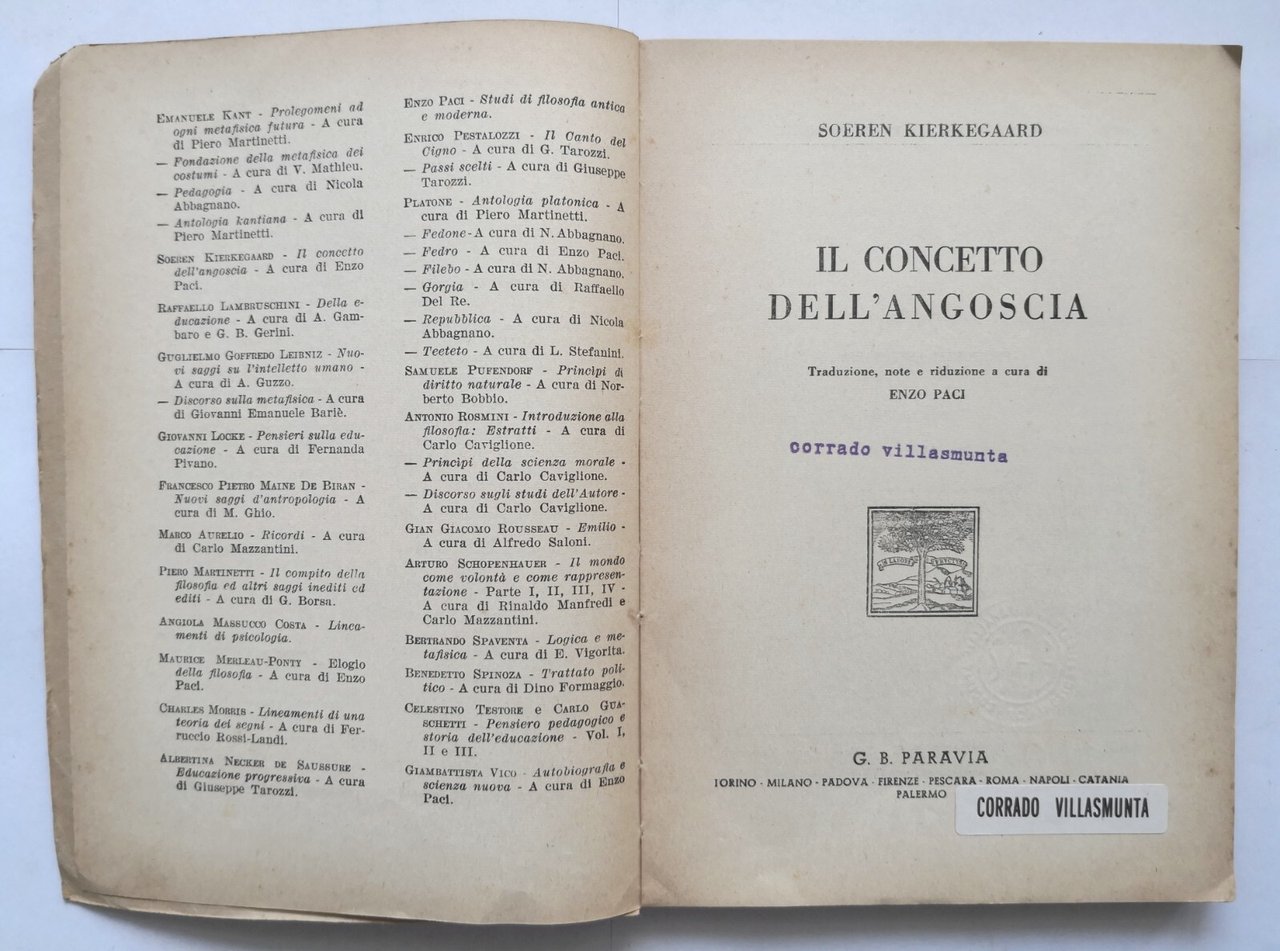 EMANUELE KANT - Prolegomeni ad
ogni metafisica futura - A cura
di Piero Martinetti.
— Fondazione della metafisica dei
costumi - A cura di V. Mathieu.
— Pedagogia - A cura di Nicola
Abbagnano.
— Antologia kantiana - A cura di
Piero Martinetti.
SOEREN KIERKEGAARD - Il concetto
dell'angoscia - A cura di Enzo
Paci.
RAFFAELLO LAMBRUSCHINI - Della e-
ducazione - A cura di A. Gam-
baro e G. B. Gerini.
GUGLIELMO GOFFREDO LEIBNIZ - Nuo-
vi saggi su l'intelletto umano -
A cura di A. Guzzo.
— Discorso sulla metafisica - A cura
di Giovanni Emanuele Bariè.
GIOVANNI LOCKE - Pensieri sulla edu-
cazione - A cura di Fernanda
Pivano.
FRANCESCO PIETRO MAINE DE BIRAN -
Nuovi saggi d'antropologia - A
cura di M. Ghio.
MARCO AURELIO - Ricordi - A cura
di Carlo Mazzantini.
PIERO MARTINETTI - Il compito della
filosofia ed altri saggi inediti ed
editi - A cura di G. Borsa.
ANGIOLA MASSUCCO COSTA - Linea-
menti di psicologia.
MAURICE MERLEAU-PONTY - Elogio
della filosofia - A cura di Enzo
Paci.
CHARLES MORRIS - Lineamenti di una
teoria dei segni - A cura di Fer-
ruccio Rossi-Landi.
ALBERTINA NECKER DE SAUSSURE -
Educazione progressiva - A cura
di Giuseppe Tarozzi.
ENZO PACI - Studi di filosofia antica
e moderna.
ENRICO PESTALOZZI - Il Canto del
Cigno - A cura di G. Tarozzi.
— Passi scelti - A cura di Giuseppe
Tarozzi.
PLATONE - Antologia platonica - A
cura di Piero Martinetti.
— Fedone - A cura di N. Abbagnano.
— Fedro - A cura di Enzo Paci.
— Filebo - A cura di N. Abbagnano.
— Gorgia - A cura di Raffaello
Del Re.
— Repubblica - A cura di Nicola
Abbagnano.
— Teeteto - A cura di L. Stefanini.
SAMUELE PUFENDORF - Principi di
diritto naturale - A cura di Nor-
berto Bobbio.
ANTONIO ROSMINI - Introduzione alla
filosofia: Estratti - A cura di
Carlo Caviglione.
— Principi della scienza morale -
A cura di Carlo Caviglione.
— Discorso sugli studi dell'Autore -
A cura di Carlo Caviglione.
GIAN GIACOMO ROUSSEAU - Emilio -
A cura di Alfredo Saloni.
ARTURO SCHOPENHAUER - Il mondo
come volontà e come rappresen-
tazione - Parte I, II, III, IV -
A cura di Rinaldo Manfredi e
Carlo Mazzantini.
BERTRANDO SPAVENTA - Logica e me-
tafisica - A cura di E. Vigorita.
BENEDETTO SPINOZA - Trattato poli-
tico - A cura di Dino Formaggio.
CELESTINO TESTORE E CARLO GUA-
SCHETTI - Pensiero pedagogico e
storia dell'educazione - Vol. I,
II e III.
GIAMBATTISTA VICO - Autobiografia e
scienza nuova - A cura di Enzo
Paci.
SOEREN KIERKEGAARD
IL CONCETTO
DELL'ANGOSCIA
Traduzione, note e riduzione a cura di
ENZO PACI
corrado villasmunta
G. B. PARAVIA
TORINO · MILANO · PADOVA · FIRENZE · PESCARA · ROMA · NAPOLI · CATANIA
PALERMO
CORRADO VILLASMUNTA